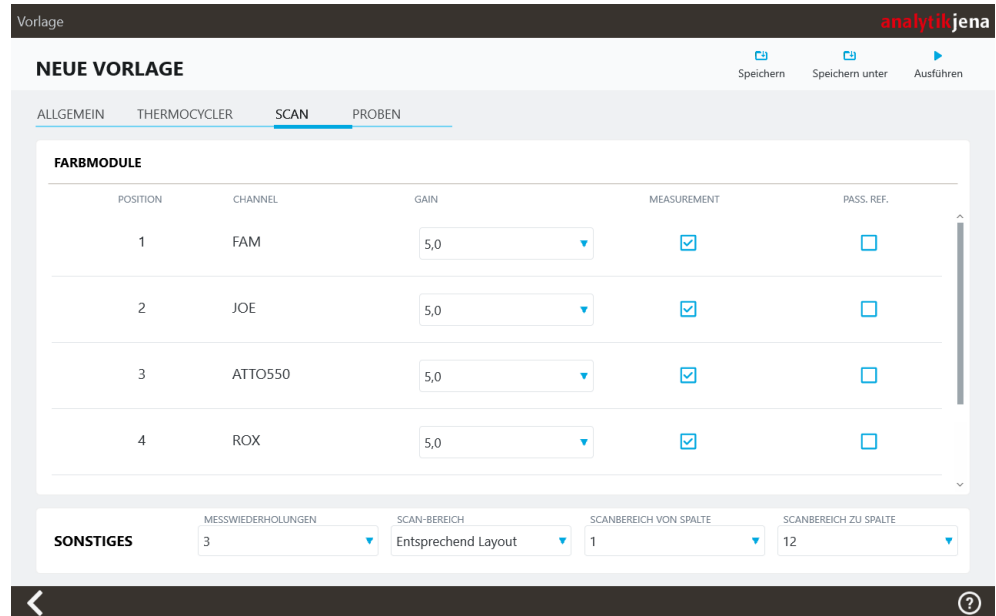 Vorlage
analytikjena
NEUE VORLAGE
Speichern
Speichern unter
Ausführen
ALLGEMEIN THERMOCYCLER SCAN PROBEN
FARBMODULE
POSITION CHANNEL GAIN MEASUREMENT PASS. REF.
1 FAM 5,0
2 JOE 5,0
3 ATTO550 5,0
4 ROX 5,0
SONSTIGES
MESSWIEDERHOLUNGEN
3
SCAN-BEREICH
Entsprechend Layout
SCANBEREICH VON SPALTE
1
SCANBEREICH ZU SPALTE
12
?